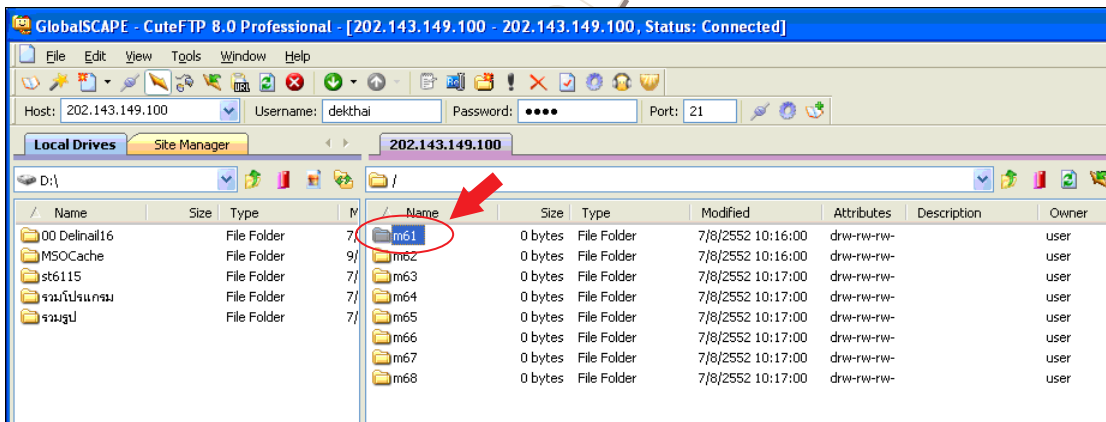 GlobalSCAPE - CuteFTP 8.0 Professional - [202.143.149.100 - 202.143.149.100, Status: Connected]
File Edit View Tools Window Help
Host: 202.143.149.100 Username: dekthai Password: •••• Port: 21
Local Drives Site Manager 202.143.149.100
D:\ /
Name Size Type M Name Size Type Modified Attributes Description Owner
00 Delinail16 File Folder 7/ m61 0 bytes File Folder 7/8/2552 10:16:00 drw-rw-rw- user
MSOCache File Folder 9/ m62 0 bytes File Folder 7/8/2552 10:16:00 drw-rw-rw- user
st6115 File Folder 7/ m63 0 bytes File Folder 7/8/2552 10:17:00 drw-rw-rw- user
รวมโปรแกรม File Folder 7/ m64 0 bytes File Folder 7/8/2552 10:17:00 drw-rw-rw- user
รวมรูป File Folder 7/ m65 0 bytes File Folder 7/8/2552 10:17:00 drw-rw-rw- user
m66 0 bytes File Folder 7/8/2552 10:17:00 drw-rw-rw- user
m67 0 bytes File Folder 7/8/2552 10:17:00 drw-rw-rw- user
m68 0 bytes File Folder 7/8/2552 10:17:00 drw-rw-rw- user